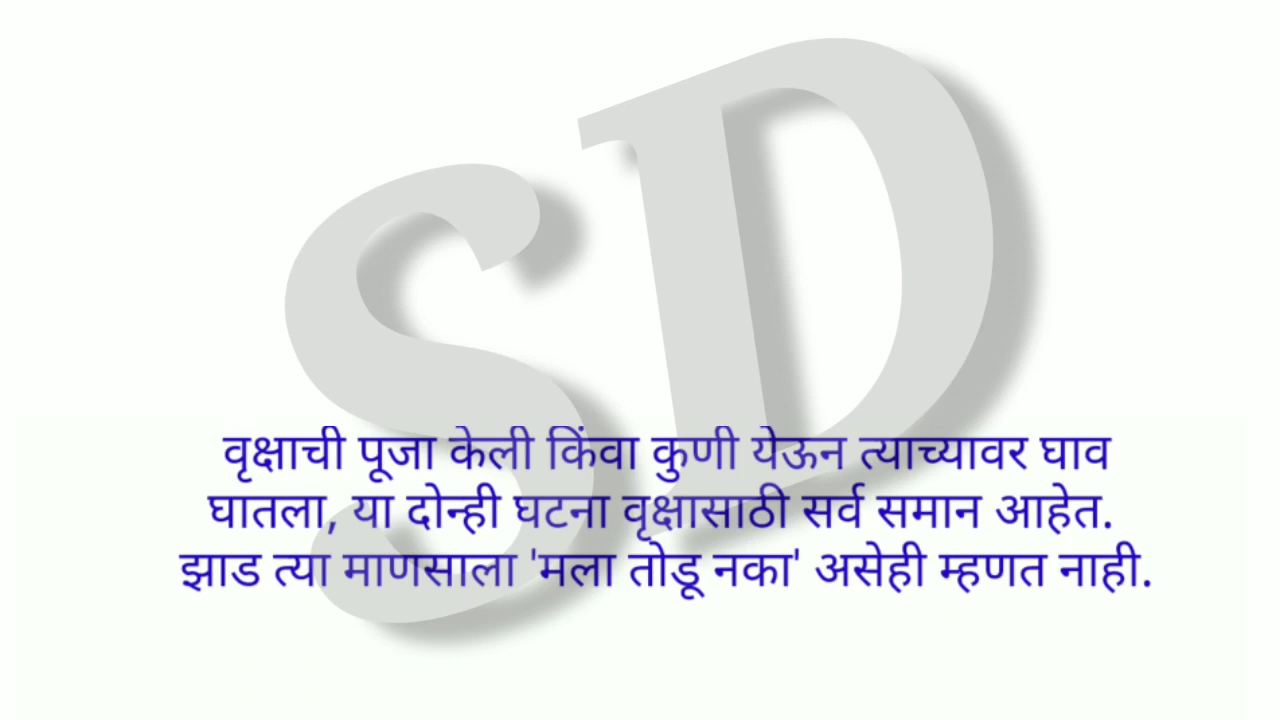 SD
वृक्षाची पूजा केली किंवा कुणी येऊन त्याच्यावर घाव
घातला, या दोन्ही घटना वृक्षासाठी सर्व समान आहेत.
झाड त्या माणसाला 'मला तोडू नका' असेही म्हणत नाही.